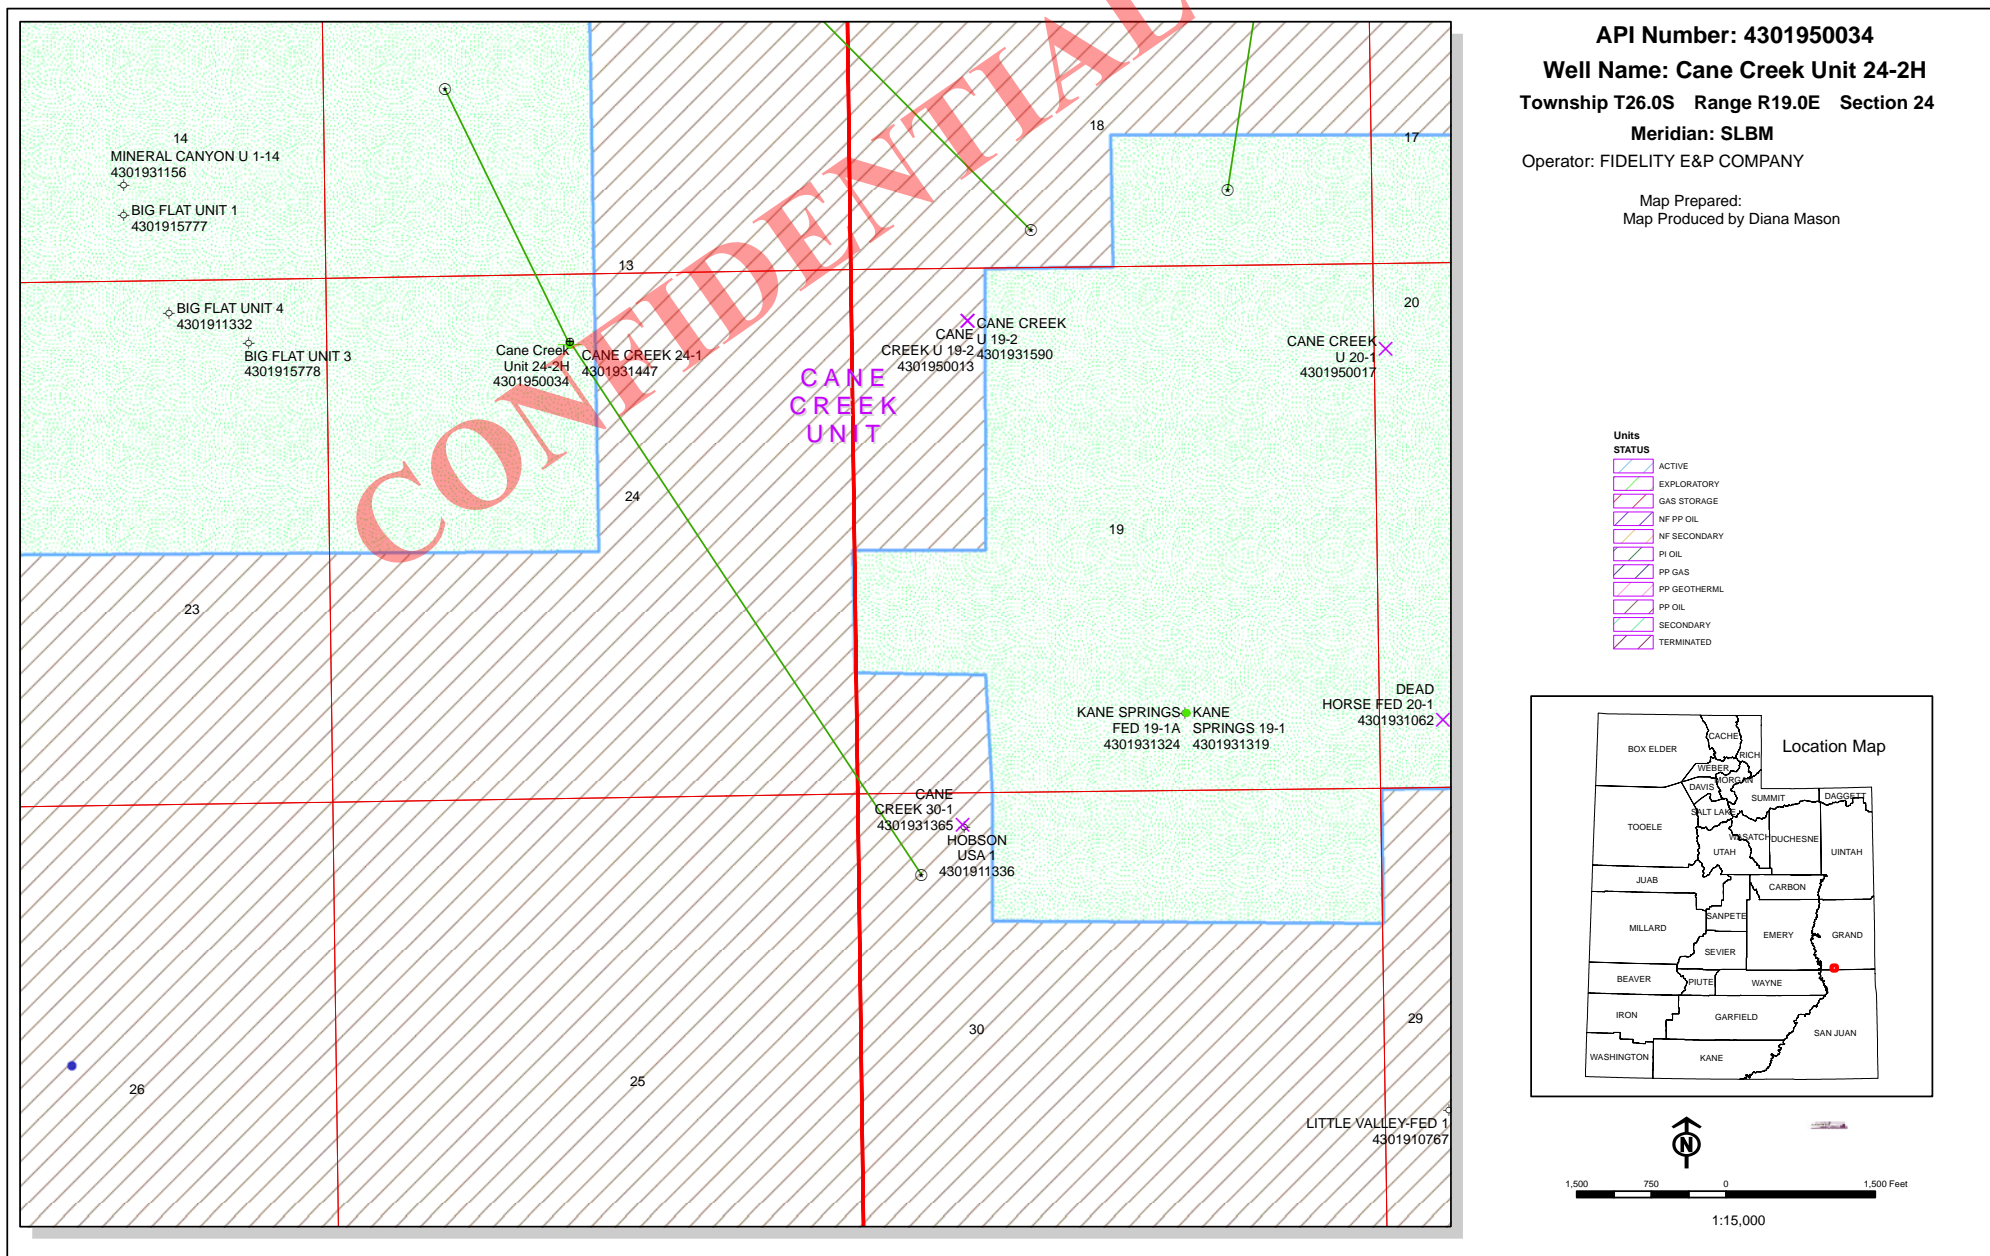 API Number: 4301950034
Well Name: Cane Creek Unit 24-2H
Township T26.0S Range R19.0E Section 24
Meridian: SLBM
Operator: FIDELITY E&P COMPANY
Map Prepared:
Map Produced by Diana Mason
CONFIDENTIAL
14
MINERAL CANYON U 1-14
4301931156
BIG FLAT UNIT 1
4301915777
18
17
13
BIG FLAT UNIT 4
4301911332
BIG FLAT UNIT 3
4301915778
Cane Creek
Unit 24-2H
4301950034
CANE CREEK 24-1
4301931447
CANE
CREEK U 19-2
4301950013
CANE CREEK
U 19-2
4301931590
20
CANE CREEK
U 20-1
4301950017
CANE
CREEK
UNIT
24
19
23
KANE SPRINGS
FED 19-1A
4301931324
KANE
SPRINGS 19-1
4301931319
DEAD
HORSE FED 20-1
4301931062
CANE
CREEK 30-1
4301931365
HOBSON
USA 1
4301911336
30
29
26
25
LITTLE VALLEY-FED 1
4301910767
Units
STATUS
ACTIVE
EXPLORATORY
GAS STORAGE
NF PP OIL
NF SECONDARY
PI OIL
PP GAS
PP GEOTHERML
PP OIL
SECONDARY
TERMINATED
Location Map
BOX ELDER
CACHE
RICH
WEBER
MORGAN
DAVIS
SUMMIT
DAGGETT
SALT LAKE
TOOELE
WASATCH
DUCHESNE
UTAH
UINTAH
JUAB
CARBON
SANPETE
MILLARD
EMERY
GRAND
SEVIER
BEAVER
PIUTE
WAYNE
IRON
GARFIELD
SAN JUAN
WASHINGTON
KANE
N
1,500 750 0 1,500 Feet
1:15,000